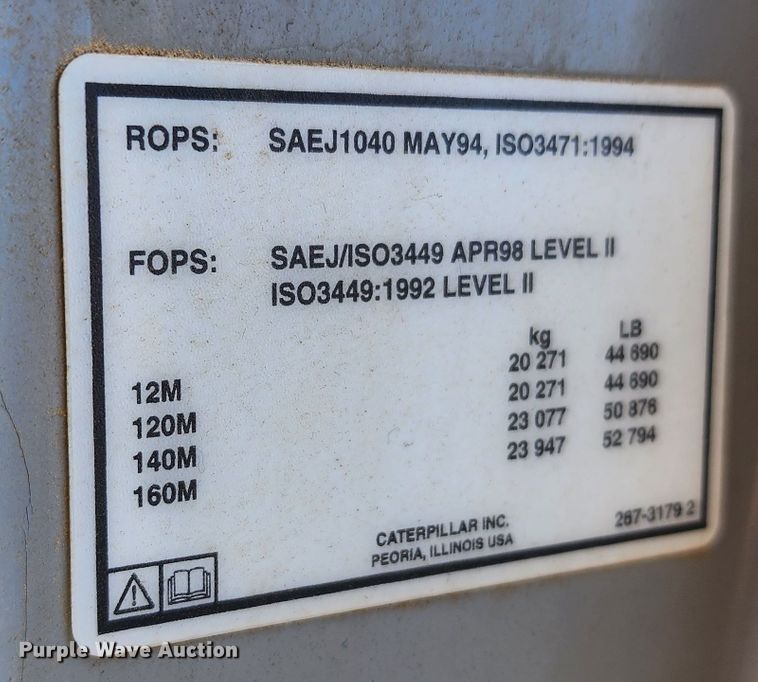 ROPS: SAEJ1040 MAY94, ISO3471:1994
FOPS: SAEJ/ISO3449 APR98 LEVEL II
ISO3449:1992 LEVEL II
kg LB
12M 20 271 44 690
120M 20 271 44 690
140M 23 077 50 876
160M 23 947 52 794
CATERPILLAR INC.
PEORIA, ILLINOIS USA
267-3179 2
Purple Wave Auction